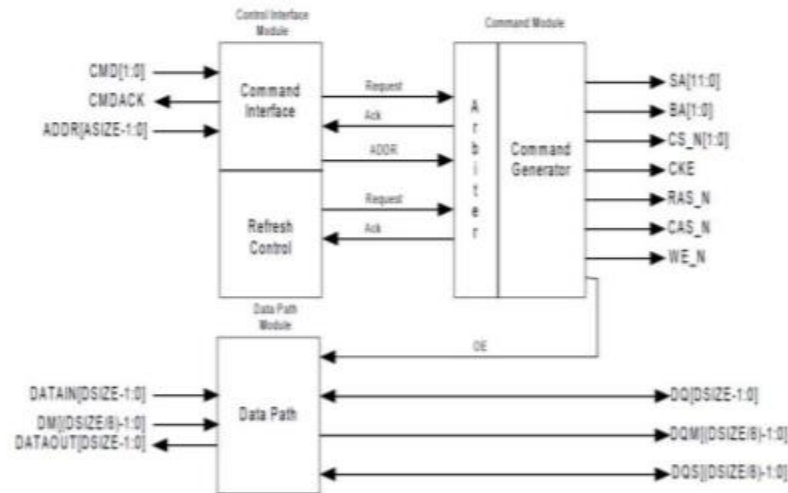 Control Interface
Module
Command Module
CMD[1:0]
CMDACK
ADDR[ASIZE-1:0]
Command
Interface
Request
Ack
ADDR
Refresh
Control
Request
Ack
Arbiter
Command
Generator
SA[11:0]
BA[1:0]
CS_N[1:0]
CKE
RAS_N
CAS_N
WE_N
Data Path
Module
OE
DATAIN[DSIZE-1:0]
DM](DSIZE/8)-1:0]
DATAOUT[DSIZE-1:0]
Data Path
DQ[DSIZE-1:0]
DQM](DSIZE/8)-1:0]
DQS](DSIZE/8)-1:0]